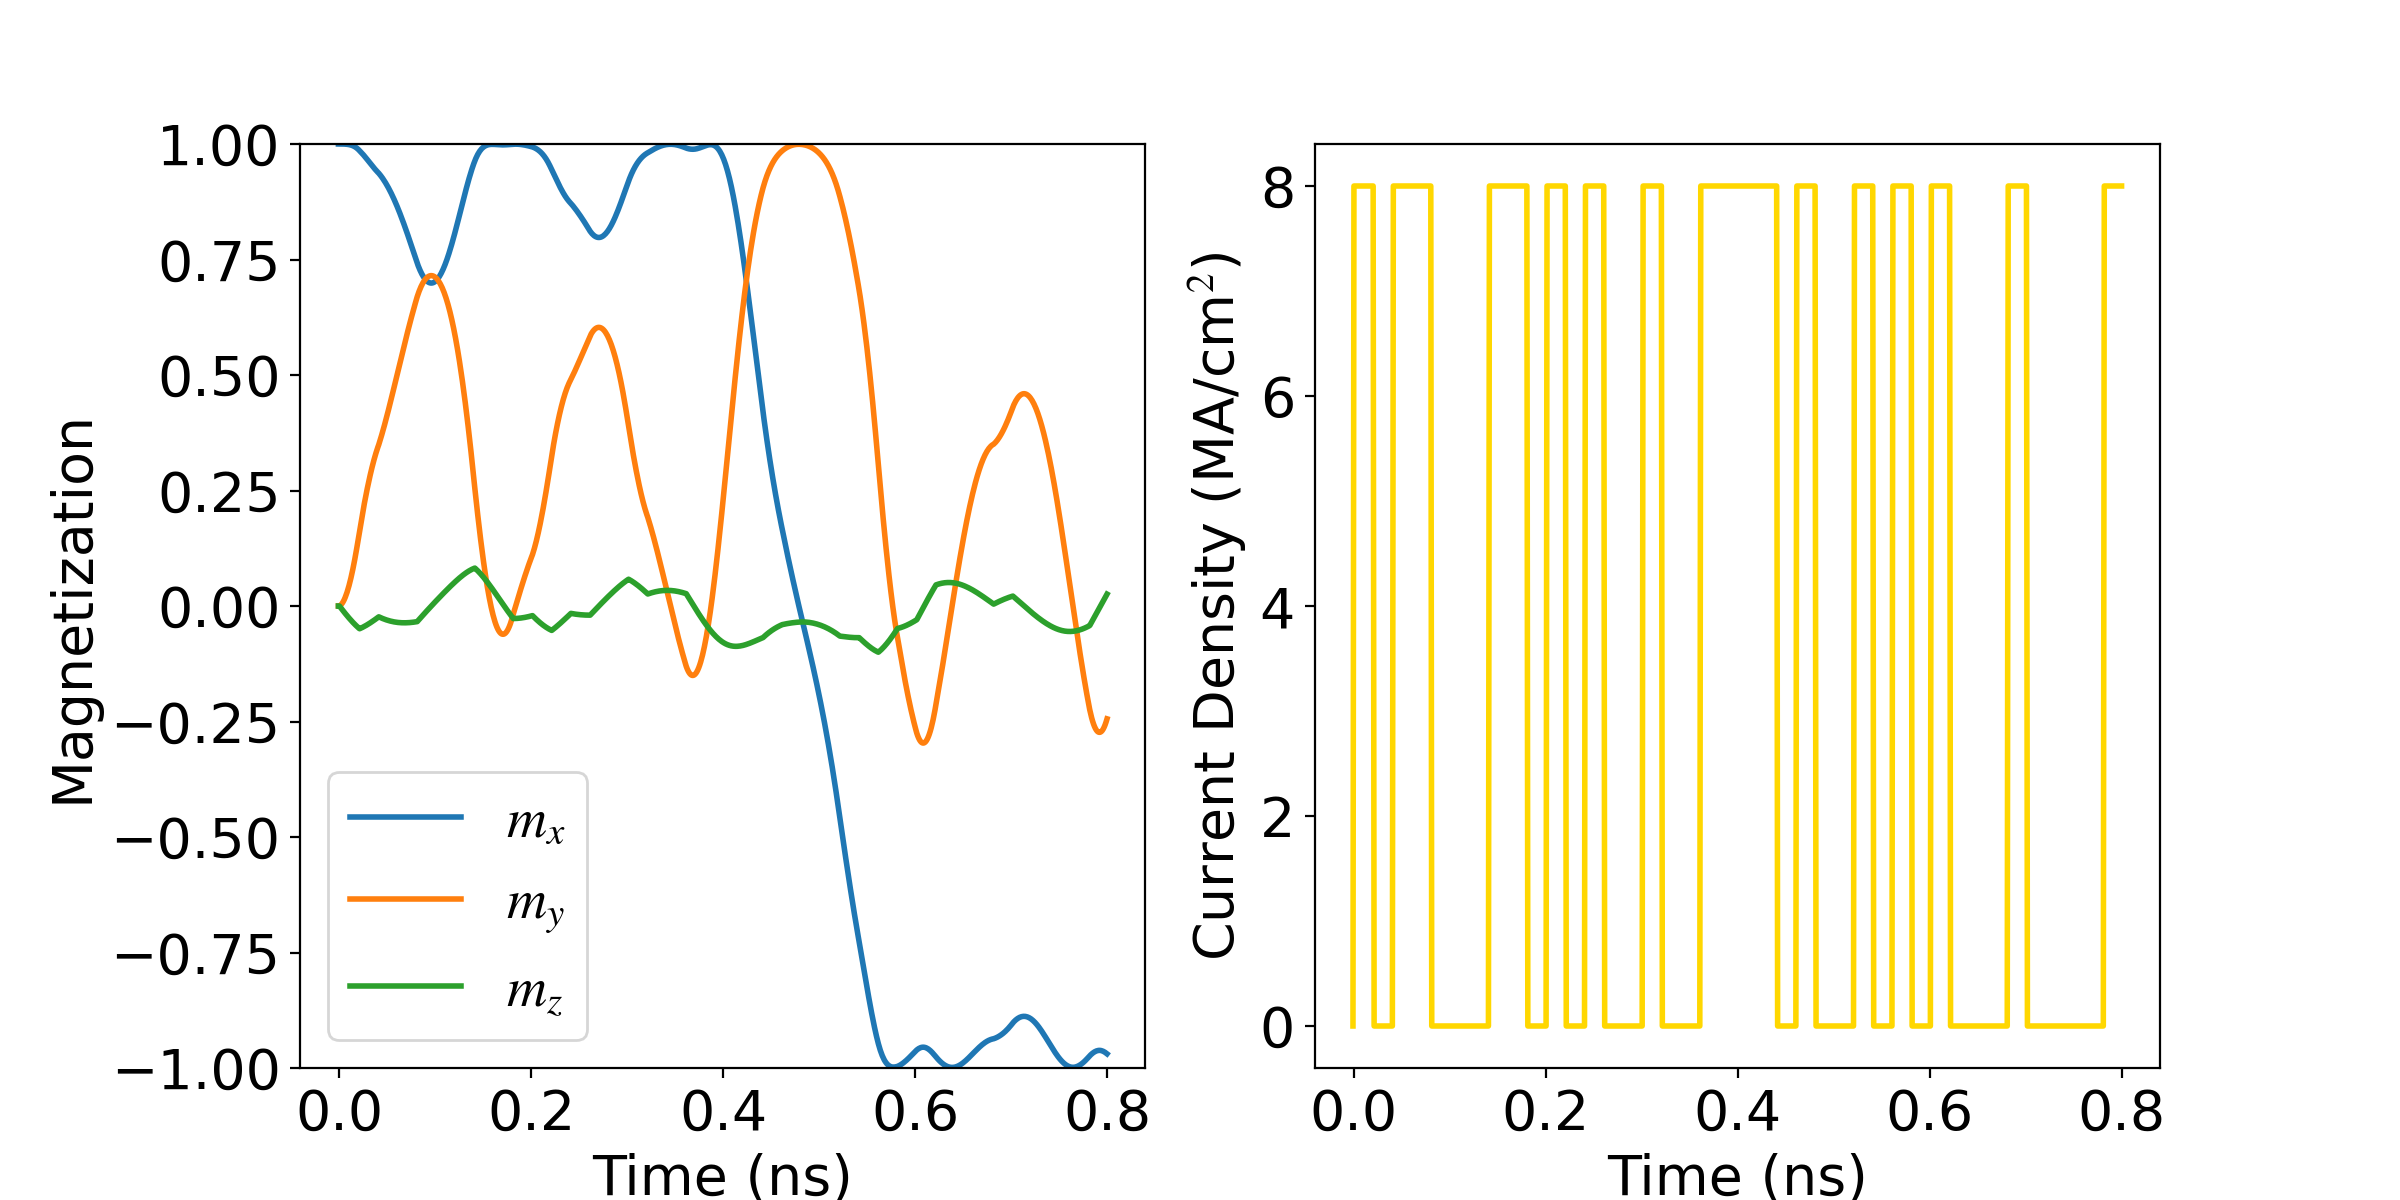 1.00
0.75
0.50
0.25
0.00
−0.25
−0.50
−0.75
−1.00
Magnetization
m_x
m_y
m_z
0.0 0.2 0.4 0.6 0.8
Time (ns)
8
6
4
2
0
Current Density (MA/cm²)
0.0 0.2 0.4 0.6 0.8
Time (ns)